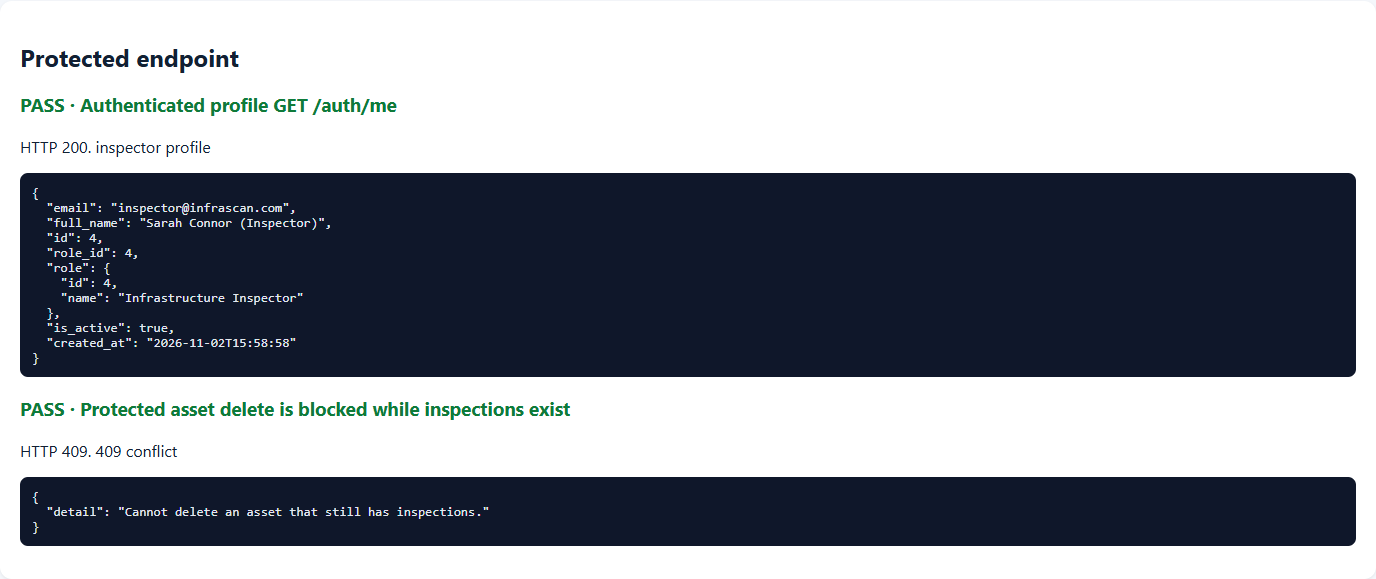 Protected endpoint
PASS · Authenticated profile GET /auth/me
HTTP 200. inspector profile
{
  "email": "inspector@infrascan.com",
  "full_name": "Sarah Connor (Inspector)",
  "id": 4,
  "role_id": 4,
  "role": {
    "id": 4,
    "name": "Infrastructure Inspector"
  },
  "is_active": true,
  "created_at": "2026-11-02T15:58:58"
}
PASS · Protected asset delete is blocked while inspections exist
HTTP 409. 409 conflict
{
  "detail": "Cannot delete an asset that still has inspections."
}